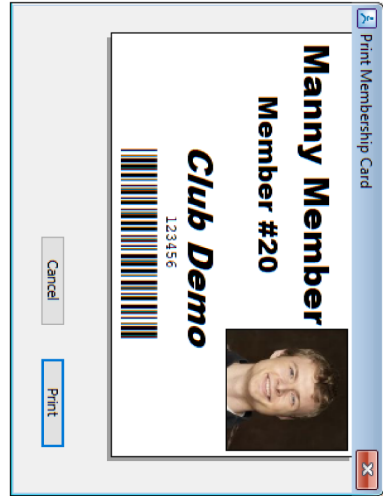 Print Membership Card
Manny Member
Member #20
Club Demo
123456
Cancel
Print